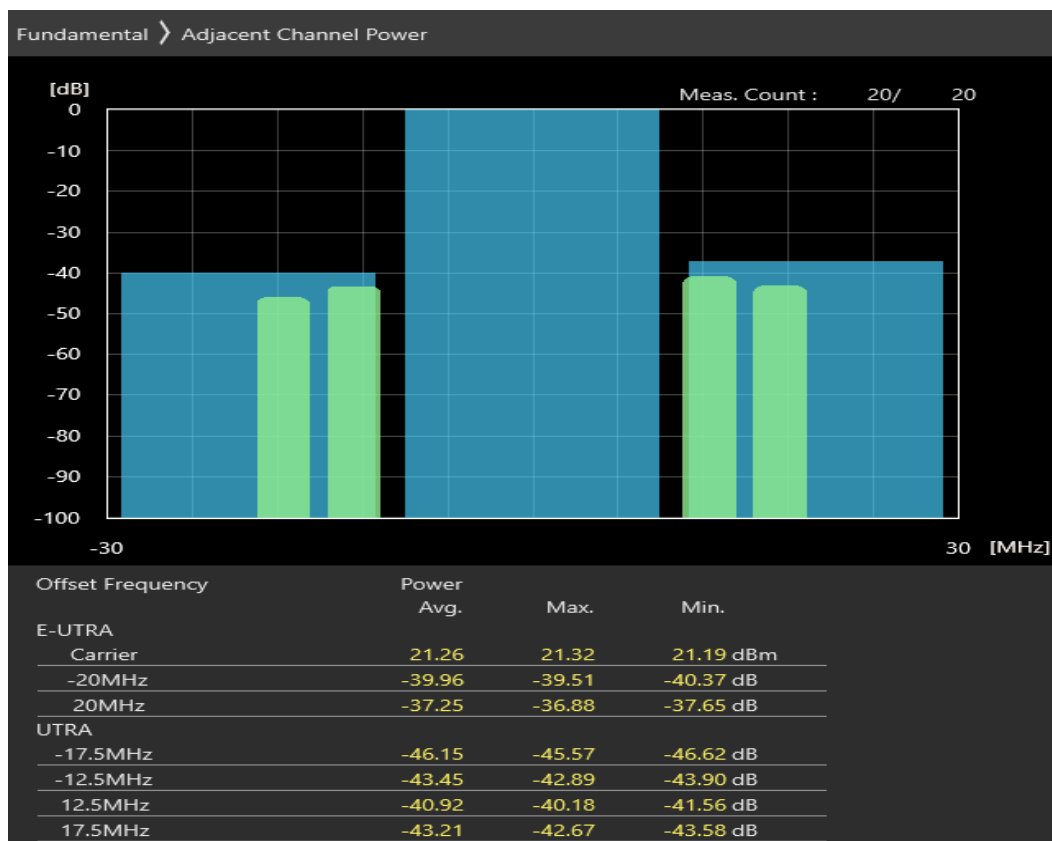 Fundamental 〉 Adjacent Channel Power
[dB]
Meas. Count : 20/ 20
0
-10
-20
-30
-40
-50
-60
-70
-80
-90
-100
-30 30 [MHz]
Offset Frequency Power
Avg. Max. Min.
E-UTRA
Carrier 21.26 21.32 21.19 dBm
-20MHz -39.96 -39.51 -40.37 dB
20MHz -37.25 -36.88 -37.65 dB
UTRA
-17.5MHz -46.15 -45.57 -46.62 dB
-12.5MHz -43.45 -42.89 -43.90 dB
12.5MHz -40.92 -40.18 -41.56 dB
17.5MHz -43.21 -42.67 -43.58 dB